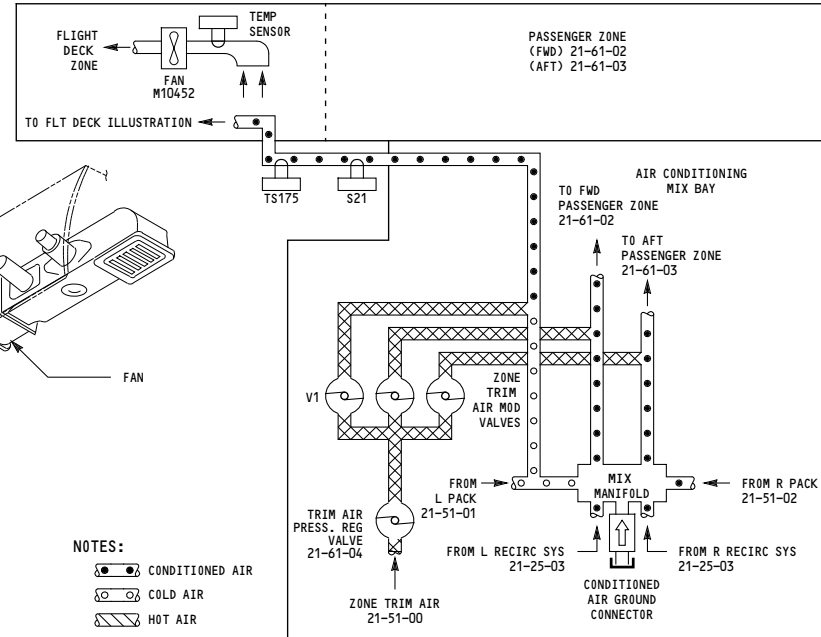 TEMP
SENSOR
FLIGHT
DECK
ZONE
FAN
M10452
PASSENGER ZONE
(FWD) 21-61-02
(AFT) 21-61-03
TO FLT DECK ILLUSTRATION
TS175
S21
AIR CONDITIONING
MIX BAY
TO FWD
PASSENGER ZONE
21-61-02
TO AFT
PASSENGER ZONE
21-61-03
FAN
V1
ZONE
TRIM
AIR MOD
VALVES
FROM
L PACK
21-51-01
MIX
MANIFOLD
FROM R PACK
21-51-02
TRIM AIR
PRESS. REG
VALVE
21-61-04
FROM L RECIRC SYS
21-25-03
FROM R RECIRC SYS
21-25-03
CONDITIONED
AIR GROUND
CONNECTOR
ZONE TRIM AIR
21-51-00
NOTES:
CONDITIONED AIR
COLD AIR
HOT AIR